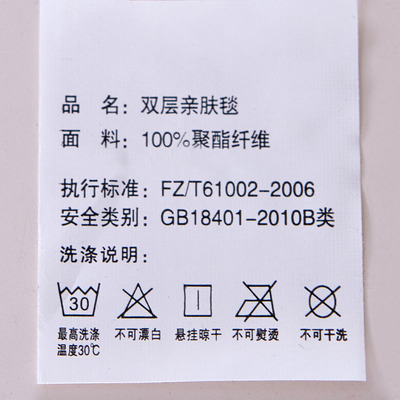 品 名：双层亲肤毯
面 料：100%聚酯纤维
执行标准：FZ/T61002-2006
安全类别：GB18401-2010B类
洗涤说明：
30
最高洗涤 不可漂白 悬挂晾干 不可熨烫 不可干洗
温度30℃